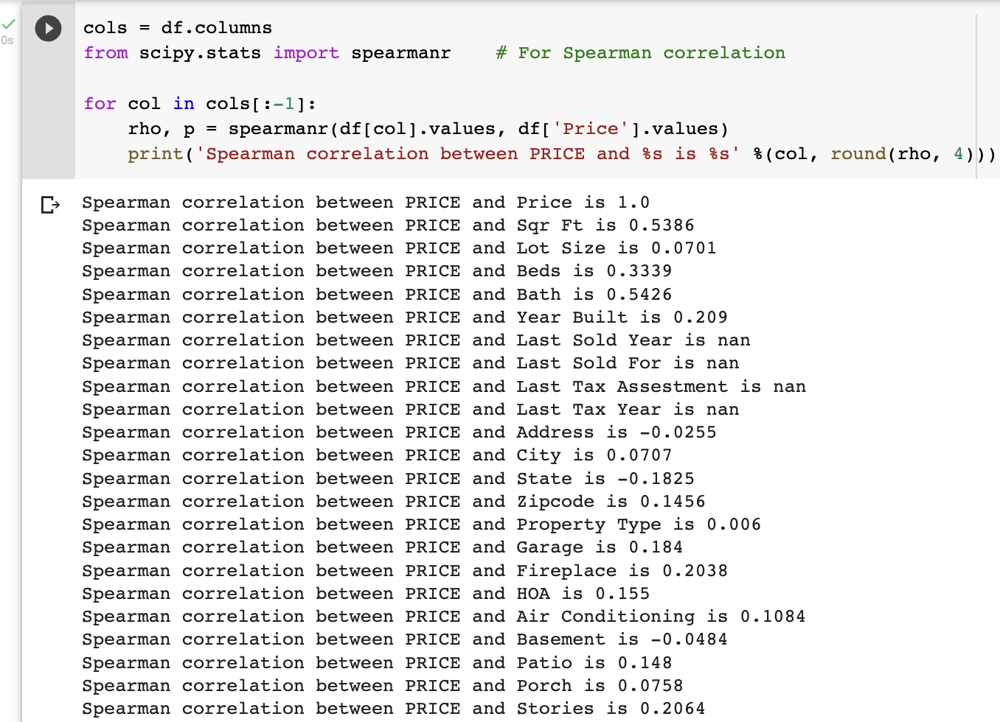 0s
cols = df.columns
from scipy.stats import spearmanr    # For Spearman correlation
for col in cols[:-1]:
    rho, p = spearmanr(df[col].values, df['Price'].values)
    print('Spearman correlation between PRICE and %s is %s' %(col, round(rho, 4)))
Spearman correlation between PRICE and Price is 1.0
Spearman correlation between PRICE and Sqr Ft is 0.5386
Spearman correlation between PRICE and Lot Size is 0.0701
Spearman correlation between PRICE and Beds is 0.3339
Spearman correlation between PRICE and Bath is 0.5426
Spearman correlation between PRICE and Year Built is 0.209
Spearman correlation between PRICE and Last Sold Year is nan
Spearman correlation between PRICE and Last Sold For is nan
Spearman correlation between PRICE and Last Tax Assestment is nan
Spearman correlation between PRICE and Last Tax Year is nan
Spearman correlation between PRICE and Address is -0.0255
Spearman correlation between PRICE and City is 0.0707
Spearman correlation between PRICE and State is -0.1825
Spearman correlation between PRICE and Zipcode is 0.1456
Spearman correlation between PRICE and Property Type is 0.006
Spearman correlation between PRICE and Garage is 0.184
Spearman correlation between PRICE and Fireplace is 0.2038
Spearman correlation between PRICE and HOA is 0.155
Spearman correlation between PRICE and Air Conditioning is 0.1084
Spearman correlation between PRICE and Basement is -0.0484
Spearman correlation between PRICE and Patio is 0.148
Spearman correlation between PRICE and Porch is 0.0758
Spearman correlation between PRICE and Stories is 0.2064